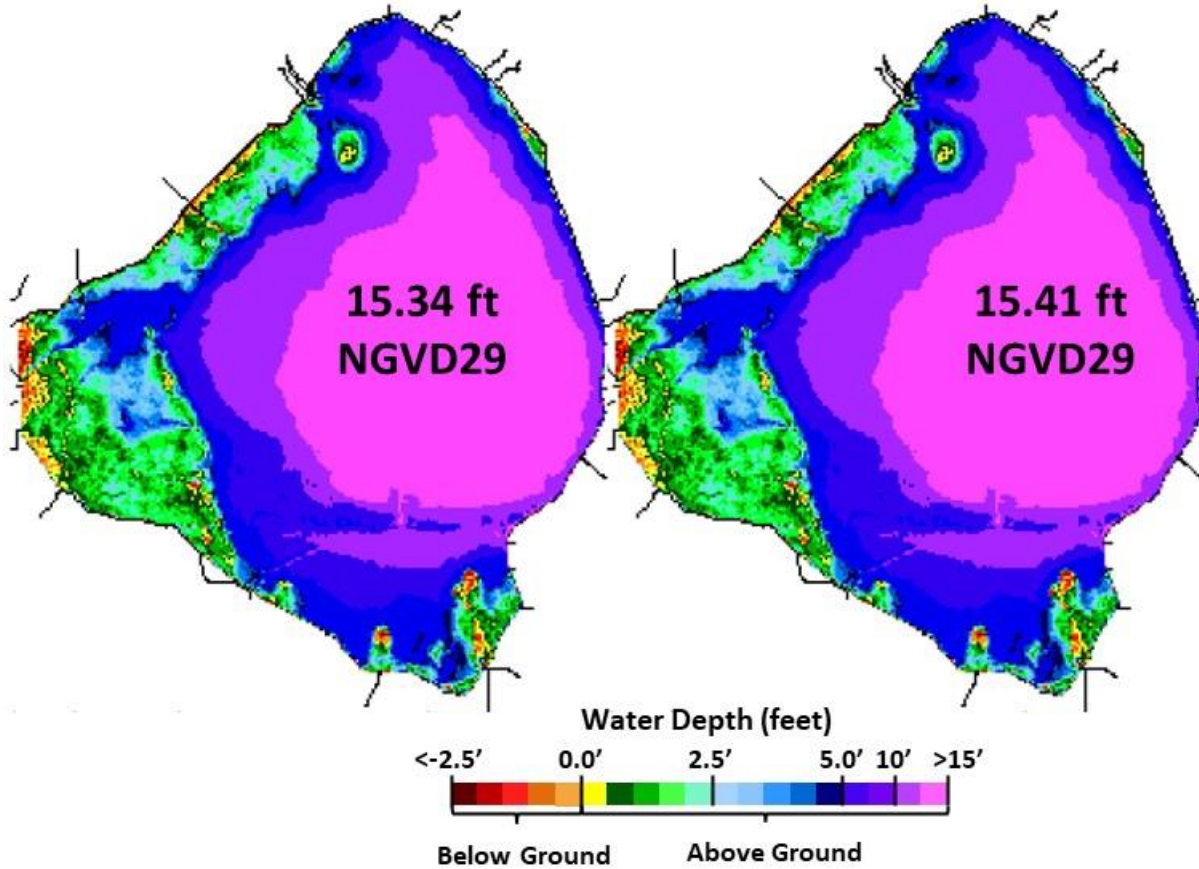 15.34 ft
NGVD29
15.41 ft
NGVD29
Water Depth (feet)
<-2.5’ 0.0’ 2.5’ 5.0’ 10’ >15’
Below Ground Above Ground